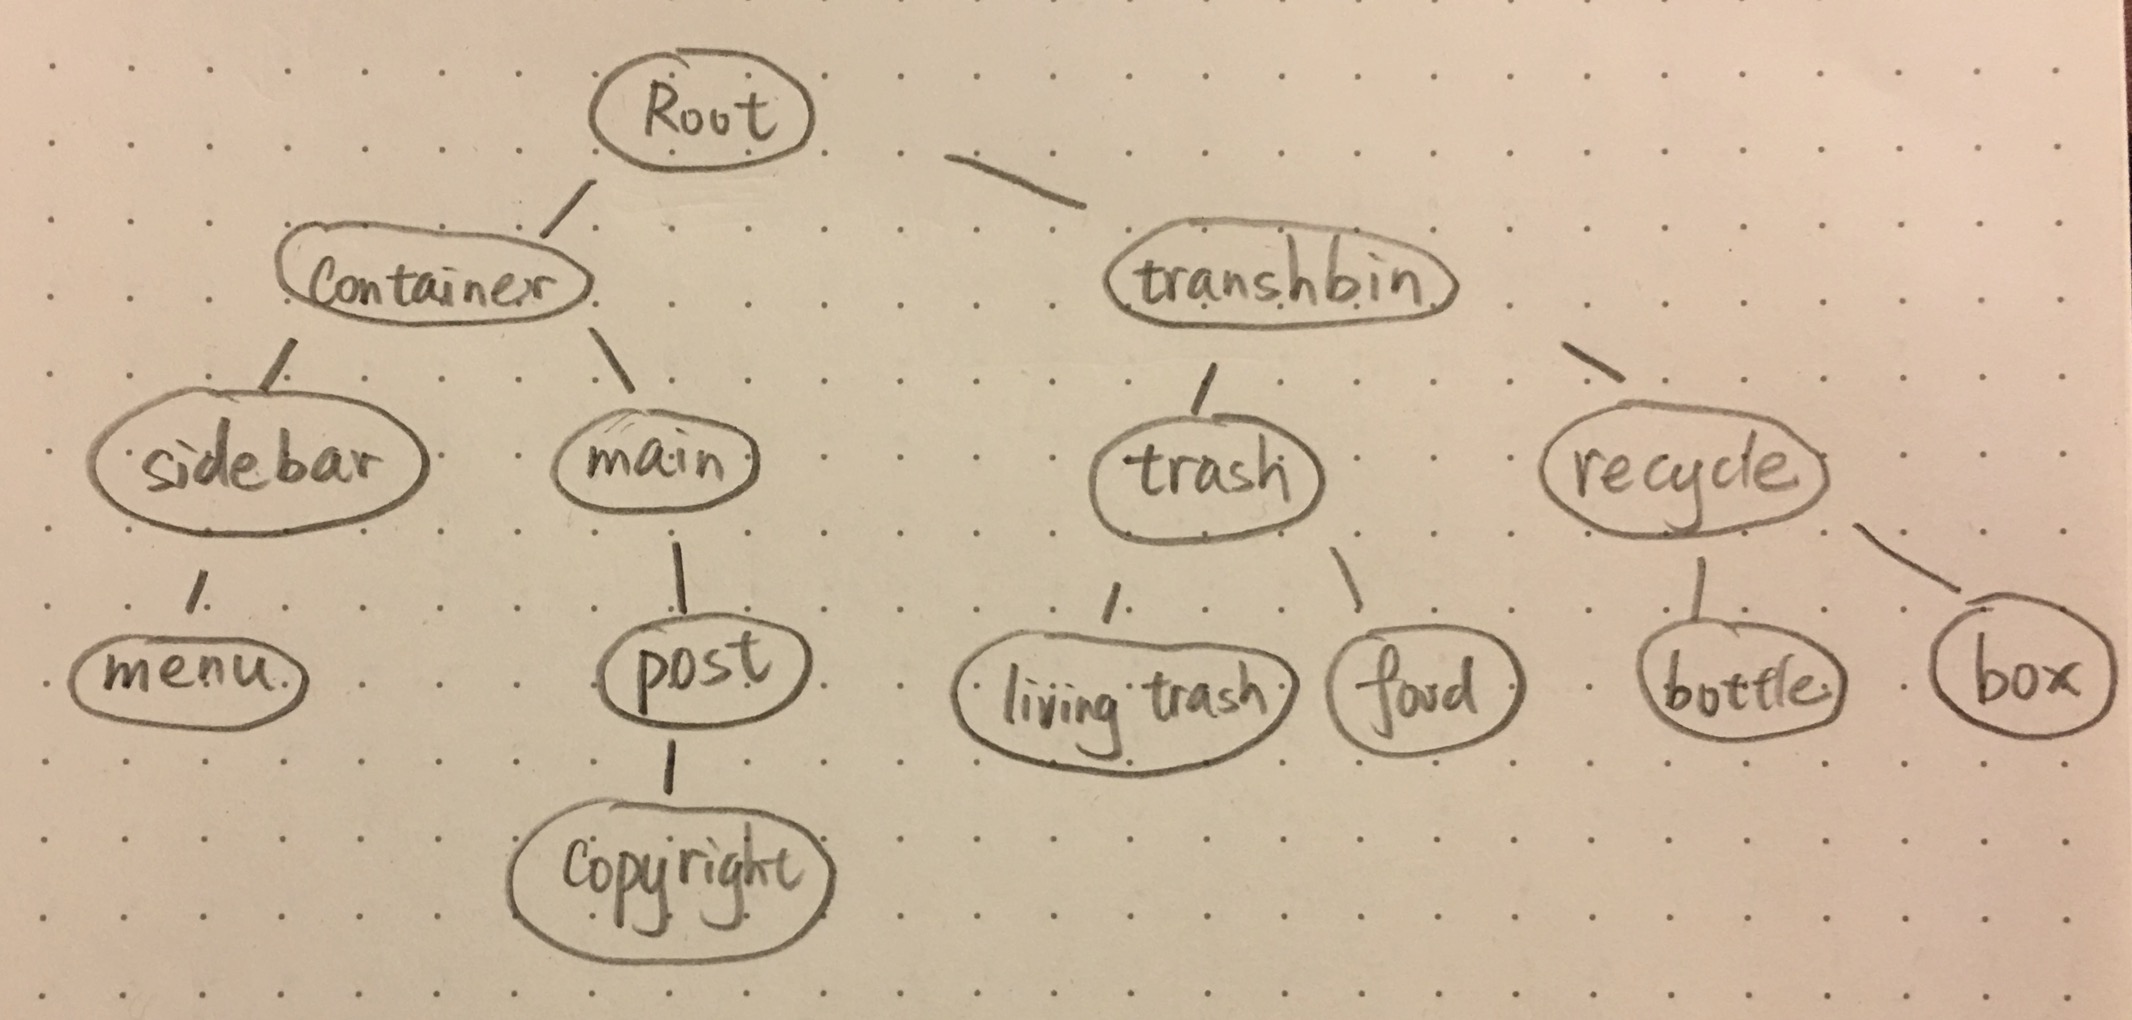 Root
Container
transhbin
sidebar
main
trash
recycle
menu
post
living trash
food
bottle
box
Copyright